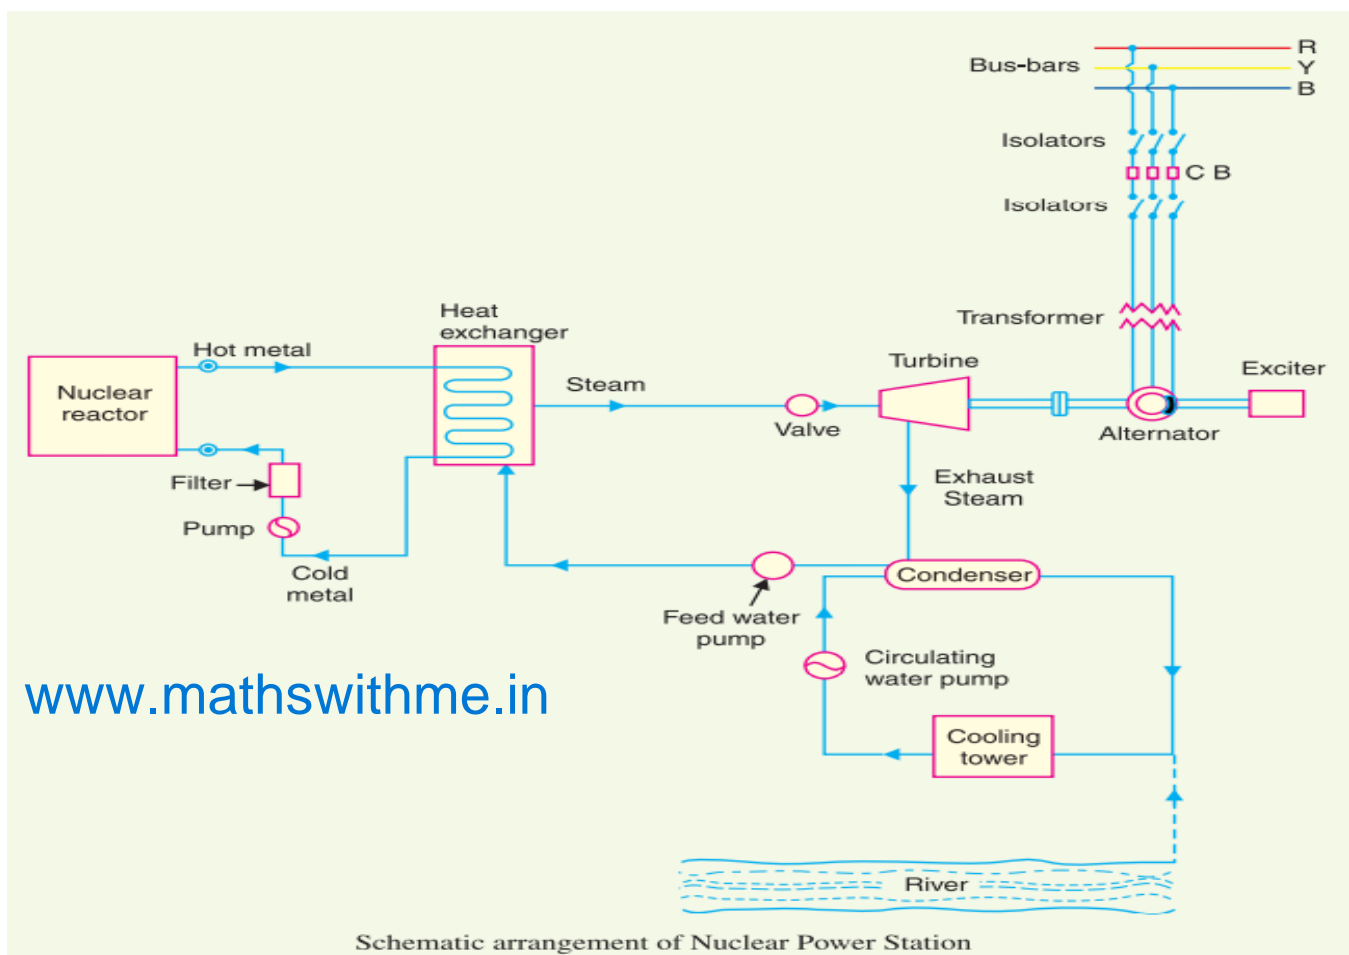 R
Bus-bars
Y
B
Isolators
C B
Isolators
Transformer
Heat
exchanger
Hot metal
Turbine
Exciter
Steam
Nuclear
reactor
Valve
Alternator
Filter
Exhaust
Steam
Pump
Cold
metal
Condenser
Feed water
pump
Circulating
water pump
www.mathswithme.in
Cooling
tower
River
Schematic arrangement of Nuclear Power Station